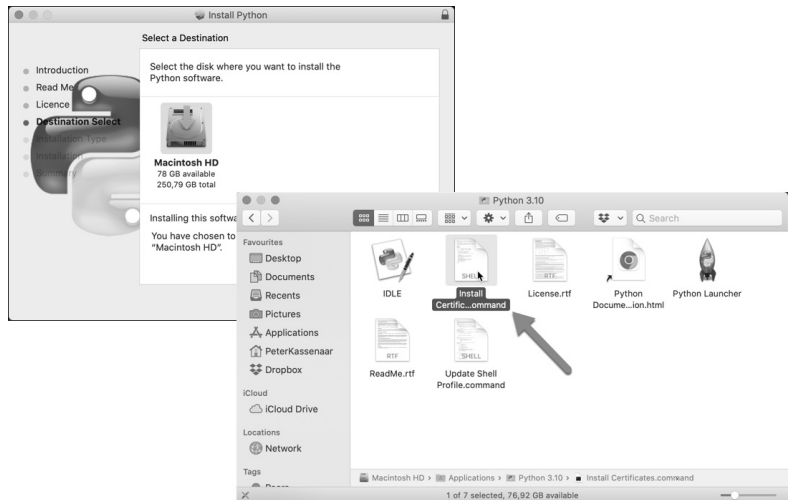 Install Python
Select a Destination
Introduction
Read Me
Licence
Destination Select
Installation Type
Installation
Summary
Select the disk where you want to install the
Python software.
Macintosh HD
78 GB available
250,79 GB total
Installing this softwa
You have chosen to
“Macintosh HD”.
Python 3.10
Search
Favourites
Desktop
Documents
Recents
Pictures
Applications
PeterKassenaar
Dropbox
iCloud
iCloud Drive
Locations
Network
Tags
SHELL
Install
Certific...ommand
IDLE
RTF
License.rtf
Python
Docume...ion.html
Python Launcher
RTF
ReadMe.rtf
SHELL
Update Shell
Profile.command
Macintosh HD › Applications › Python 3.10 › Install Certificates.command
1 of 7 selected, 76,92 GB available